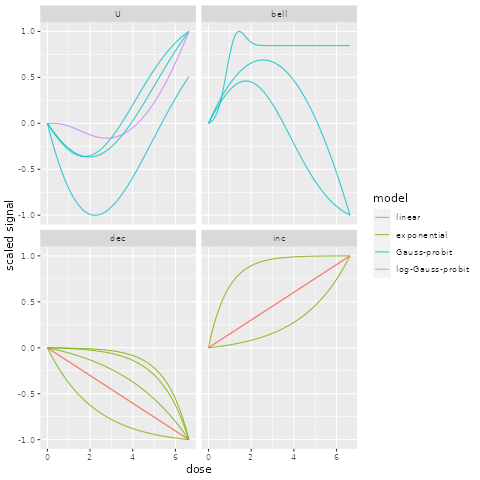 U
bell
1.0
0.5
0.0
-0.5
-1.0
scaled signal
dec
inc
1.0
0.5
0.0
-0.5
-1.0
0 2 4 6
0 2 4 6
dose
model
linear
exponential
Gauss-probit
log-Gauss-probit